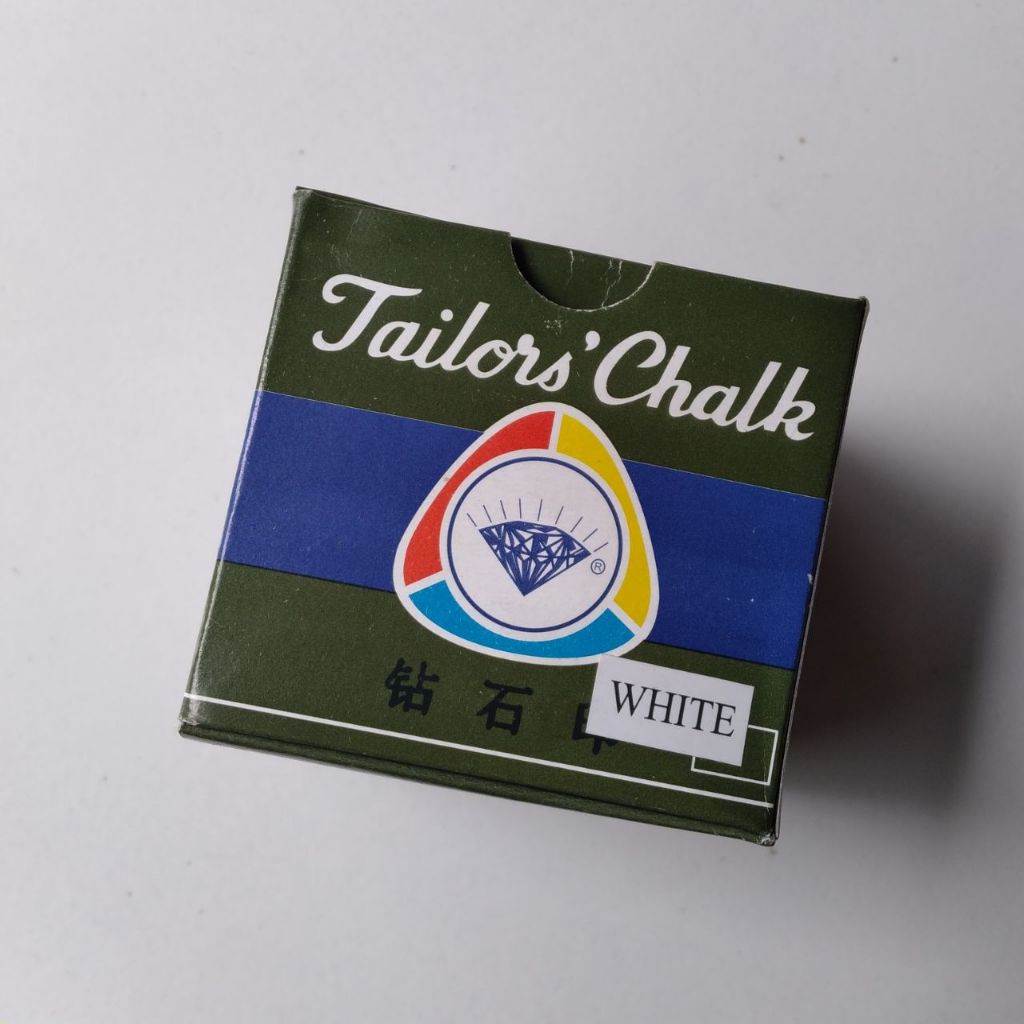 Tailors' Chalk
®
钻石
WHITE